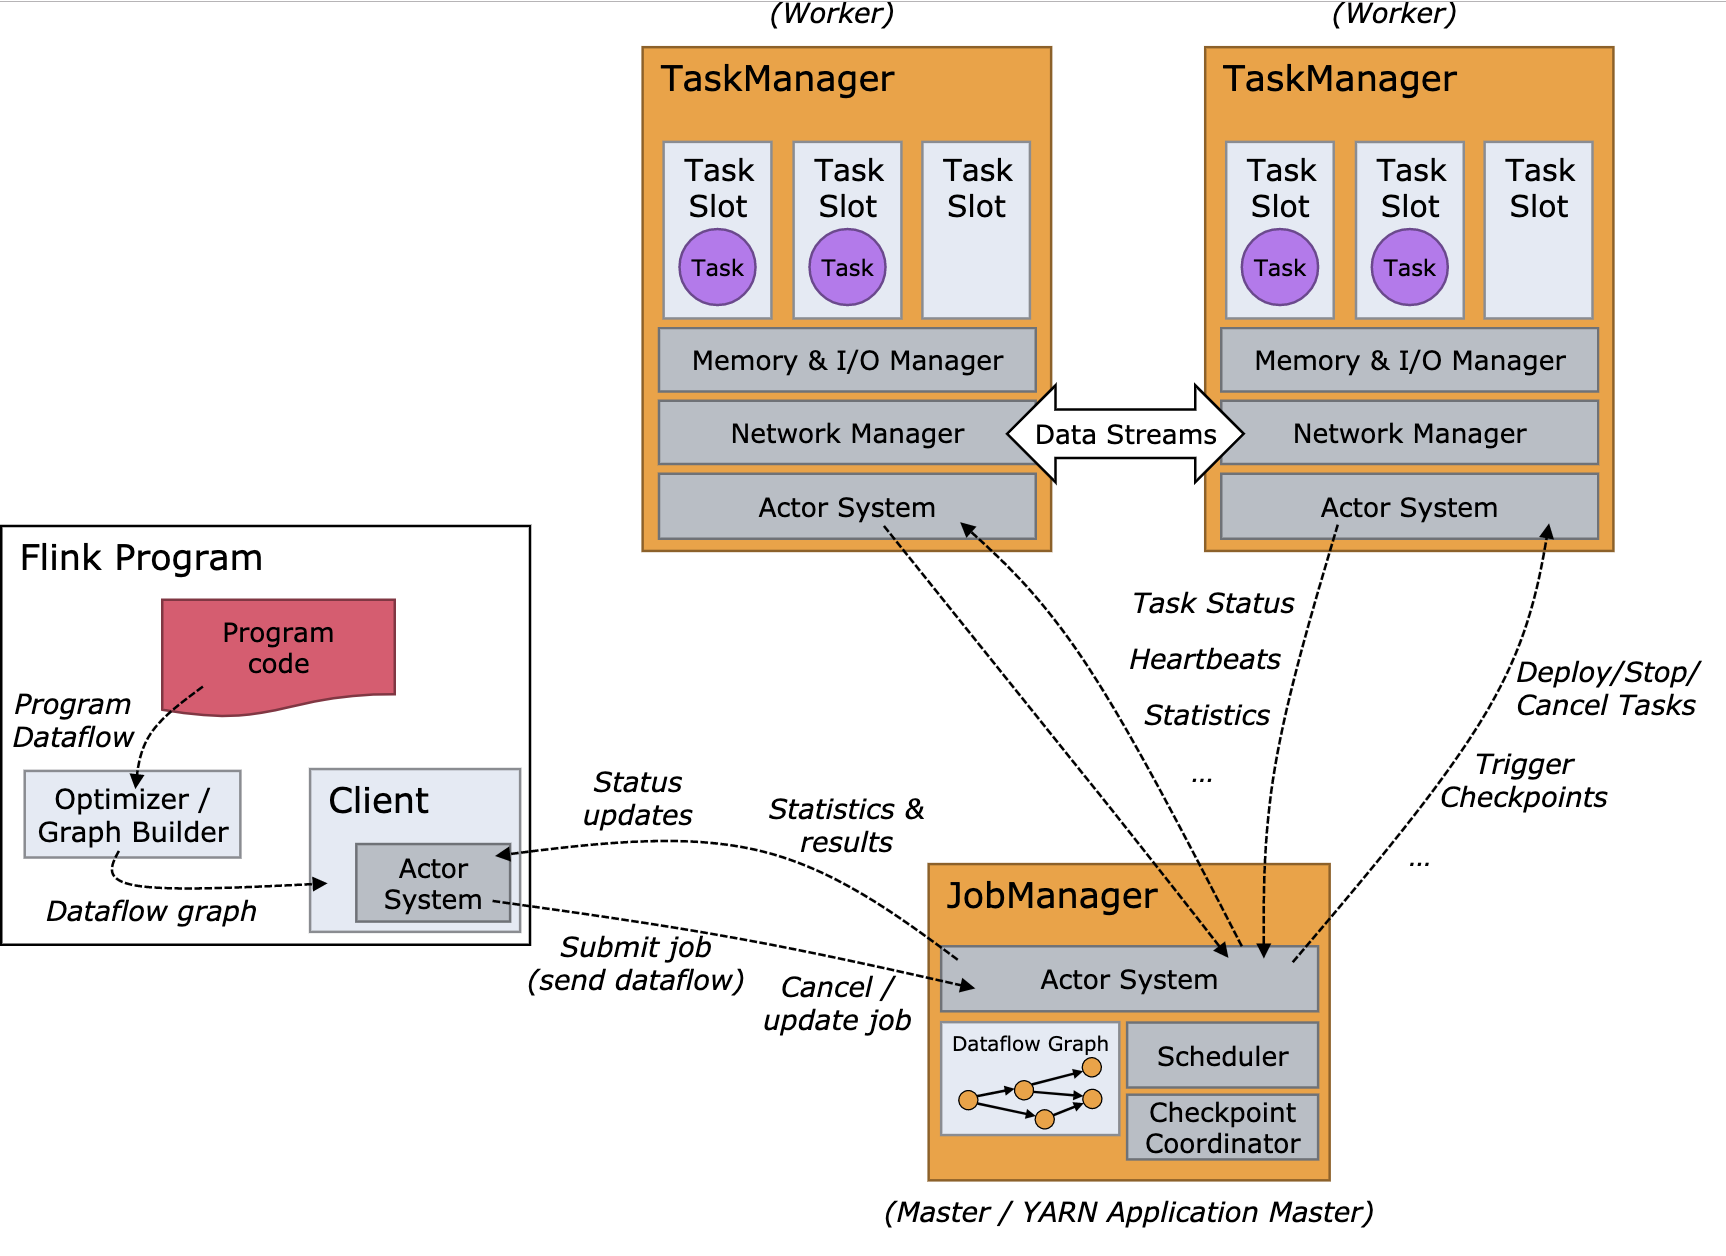 (Worker)
(Worker)
TaskManager
Task
Slot
Task
Task
Slot
Task
Task
Slot
Memory & I/O Manager
Network Manager
Actor System
Data Streams
TaskManager
Task
Slot
Task
Task
Slot
Task
Task
Slot
Memory & I/O Manager
Network Manager
Actor System
Flink Program
Program
code
Program
Dataflow
Optimizer /
Graph Builder
Dataflow graph
Client
Actor
System
Status
updates
Statistics &
results
Submit job
(send dataflow)
Cancel /
update job
Task Status
Heartbeats
Statistics
...
Deploy/Stop/
Cancel Tasks
Trigger
Checkpoints
...
JobManager
Actor System
Dataflow Graph
Scheduler
Checkpoint
Coordinator
(Master / YARN Application Master)